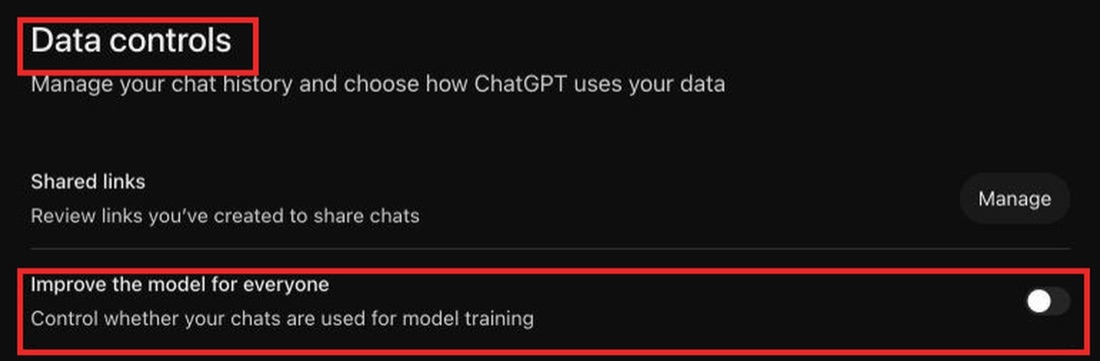 Data controls
Manage your chat history and choose how ChatGPT uses your data
Shared links
Review links you’ve created to share chats
Manage
Improve the model for everyone
Control whether your chats are used for model training